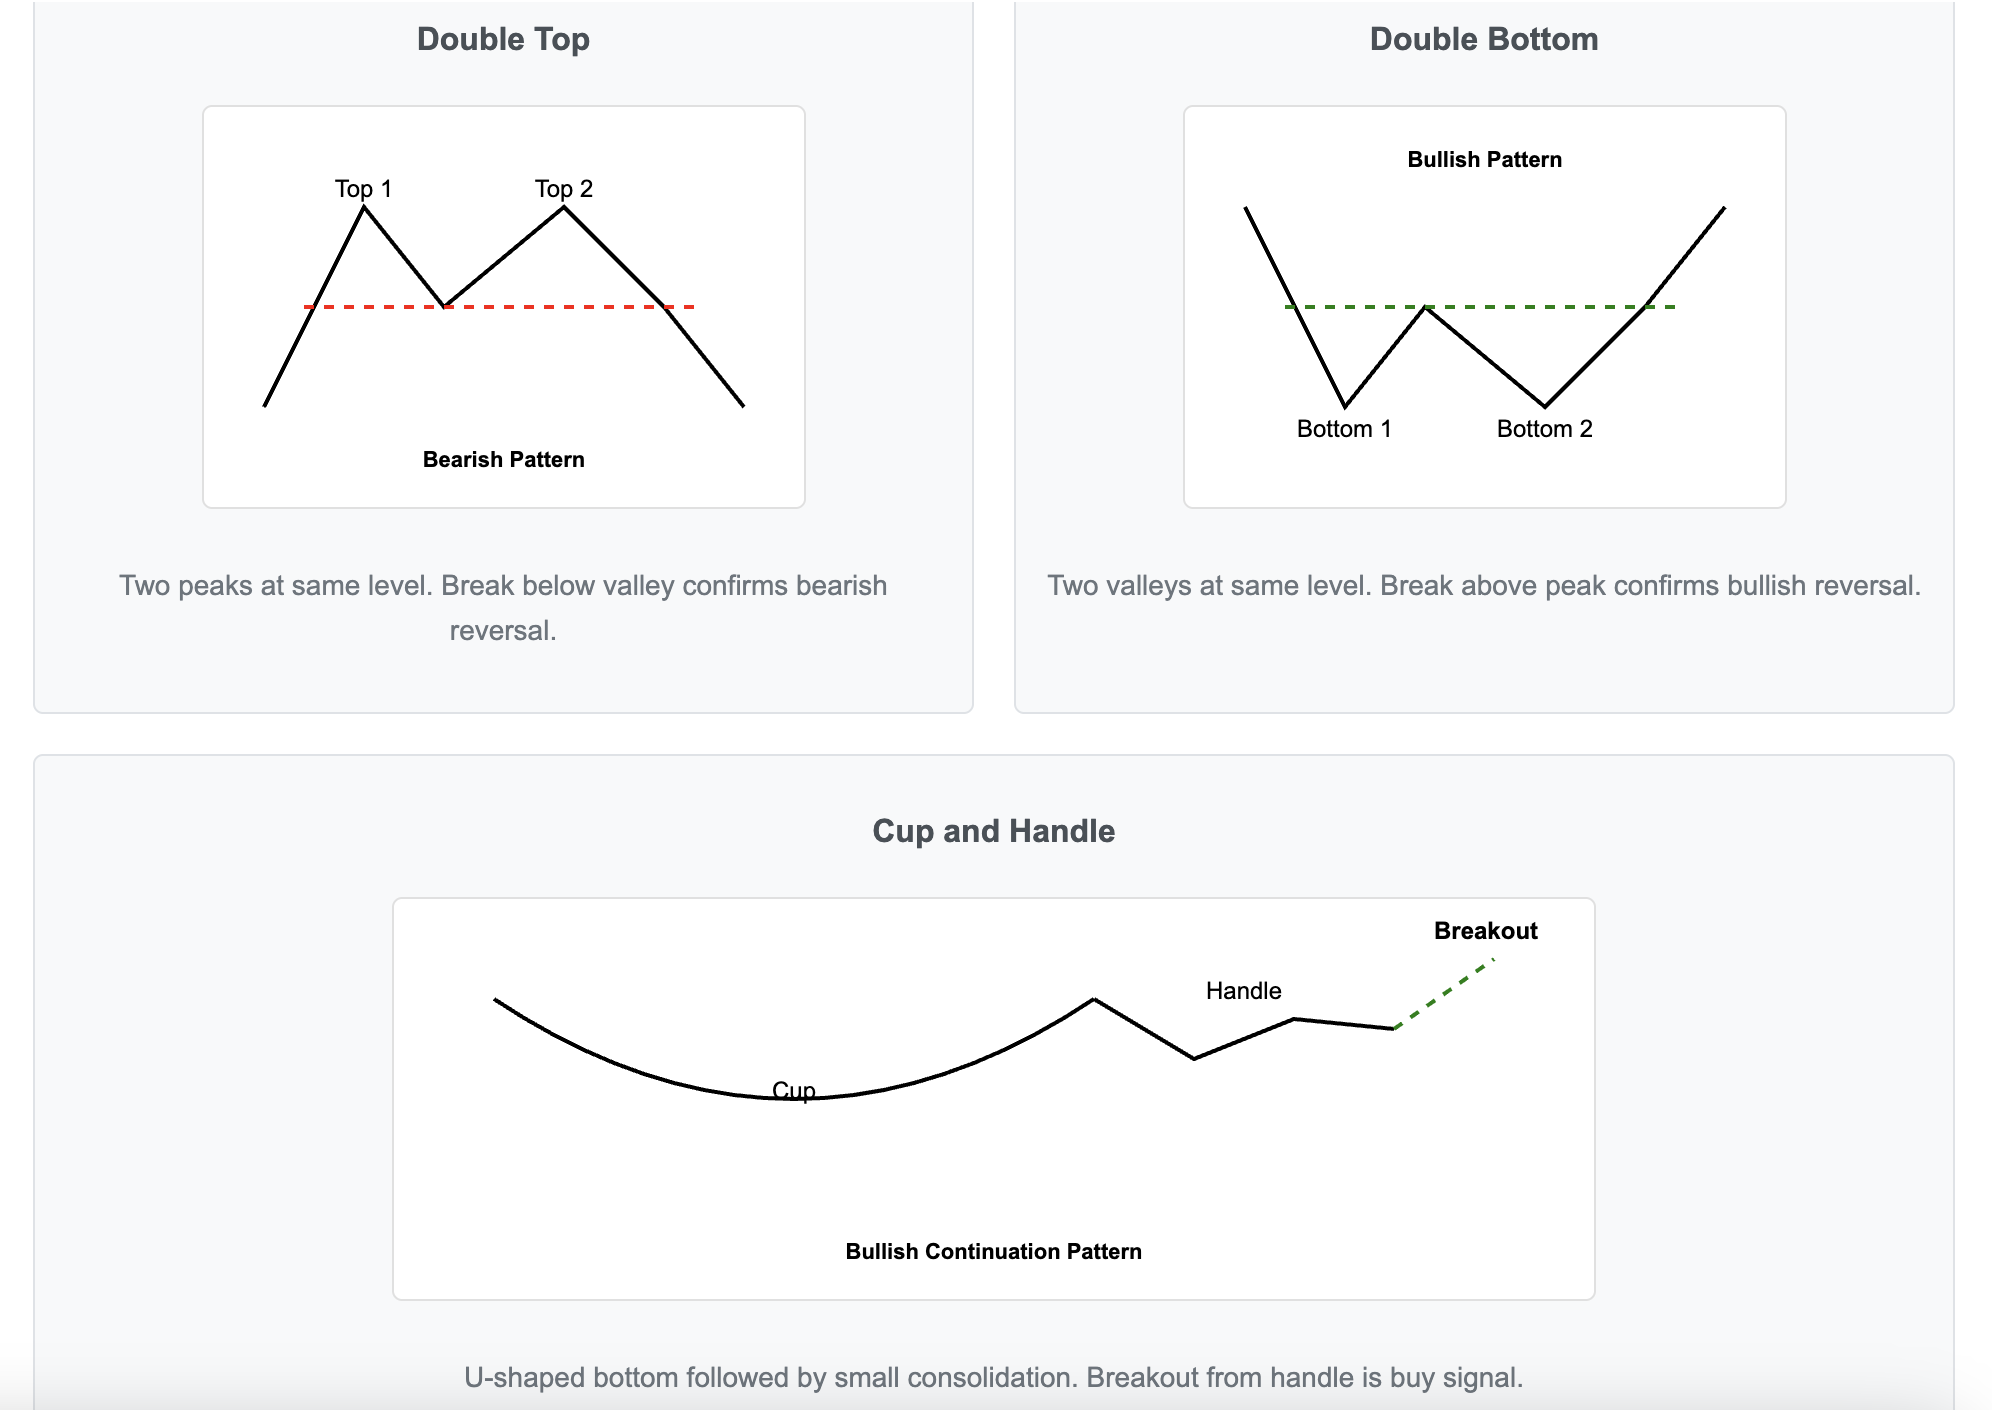 Double Top
Top 1
Top 2
Bearish Pattern
Two peaks at same level. Break below valley confirms bearish
reversal.
Double Bottom
Bullish Pattern
Bottom 1
Bottom 2
Two valleys at same level. Break above peak confirms bullish reversal.
Cup and Handle
Breakout
Handle
Cup
Bullish Continuation Pattern
U-shaped bottom followed by small consolidation. Breakout from handle is buy signal.